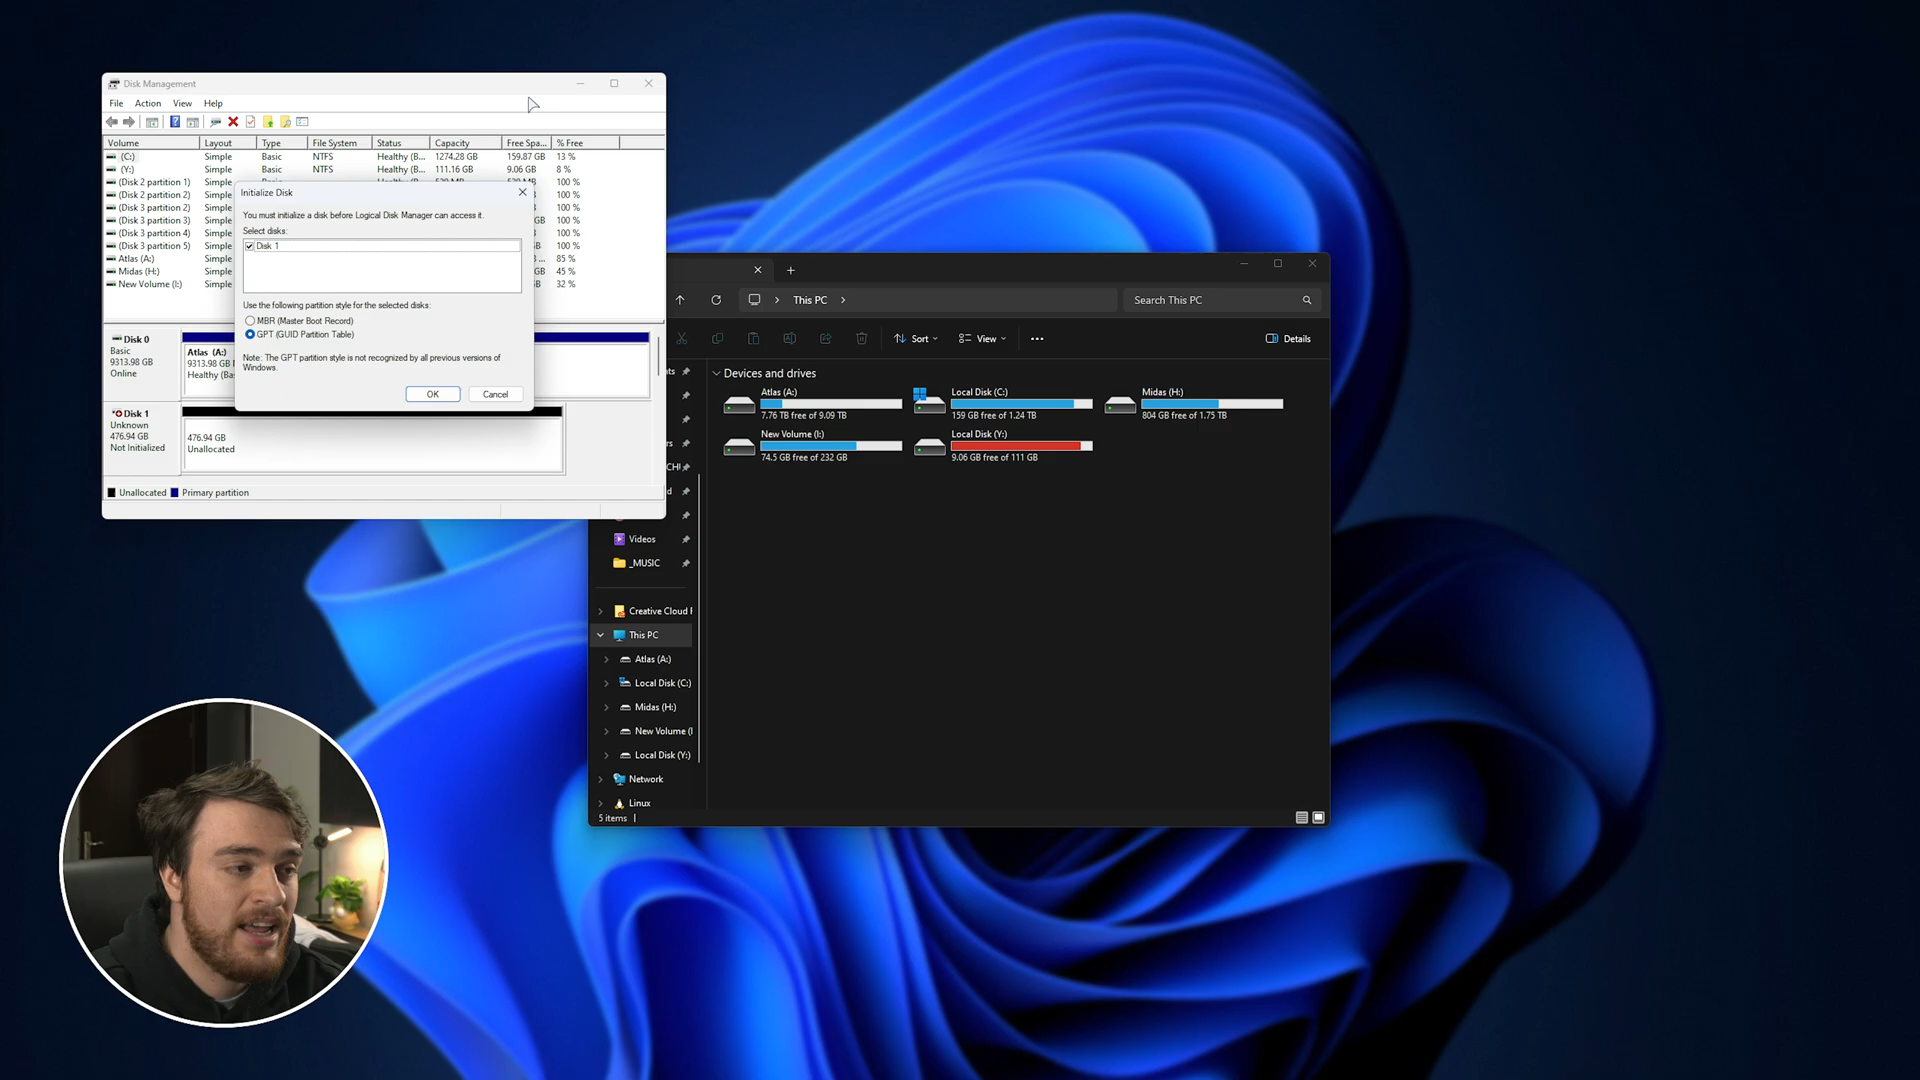 Disk Management
File Action View Help
Volume Layout Type File System Status Capacity Free Spa... % Free
(C:) Simple Basic NTFS Healthy (B... 1274.28 GB 159.87 GB 13 %
(Y:) Simple Basic NTFS Healthy (B... 111.16 GB 9.06 GB 8 %
(Disk 2 partition 1) Simple 100 %
(Disk 2 partition 2) Simple 100 %
(Disk 3 partition 2) Simple 100 %
(Disk 3 partition 3) Simple GB 100 %
(Disk 3 partition 4) Simple 100 %
(Disk 3 partition 5) Simple 100 %
Atlas (A:) Simple 85 %
Midas (H:) Simple GB 45 %
New Volume (I:) Simple GB 32 %
Initialize Disk
You must initialize a disk before Logical Disk Manager can access it.
Select disks:
Disk 1
Use the following partition style for the selected disks:
MBR (Master Boot Record)
GPT (GUID Partition Table)
Note: The GPT partition style is not recognized by all previous versions of
Windows.
OK Cancel
Disk 0
Basic
9313.98 GB
Online
Atlas (A:)
9313.98 GB
Healthy (Ba
Disk 1
Unknown
476.94 GB
Not Initialized
476.94 GB
Unallocated
Unallocated Primary partition
This PC
Search This PC
Sort View Details
Devices and drives
Atlas (A:)
7.76 TB free of 9.09 TB
Local Disk (C:)
159 GB free of 1.24 TB
Midas (H:)
804 GB free of 1.75 TB
New Volume (I:)
74.5 GB free of 232 GB
Local Disk (Y:)
9.06 GB free of 111 GB
Videos
_MUSIC
Creative Cloud F
This PC
Atlas (A:)
Local Disk (C:)
Midas (H:)
New Volume (I
Local Disk (Y:)
Network
Linux
5 items